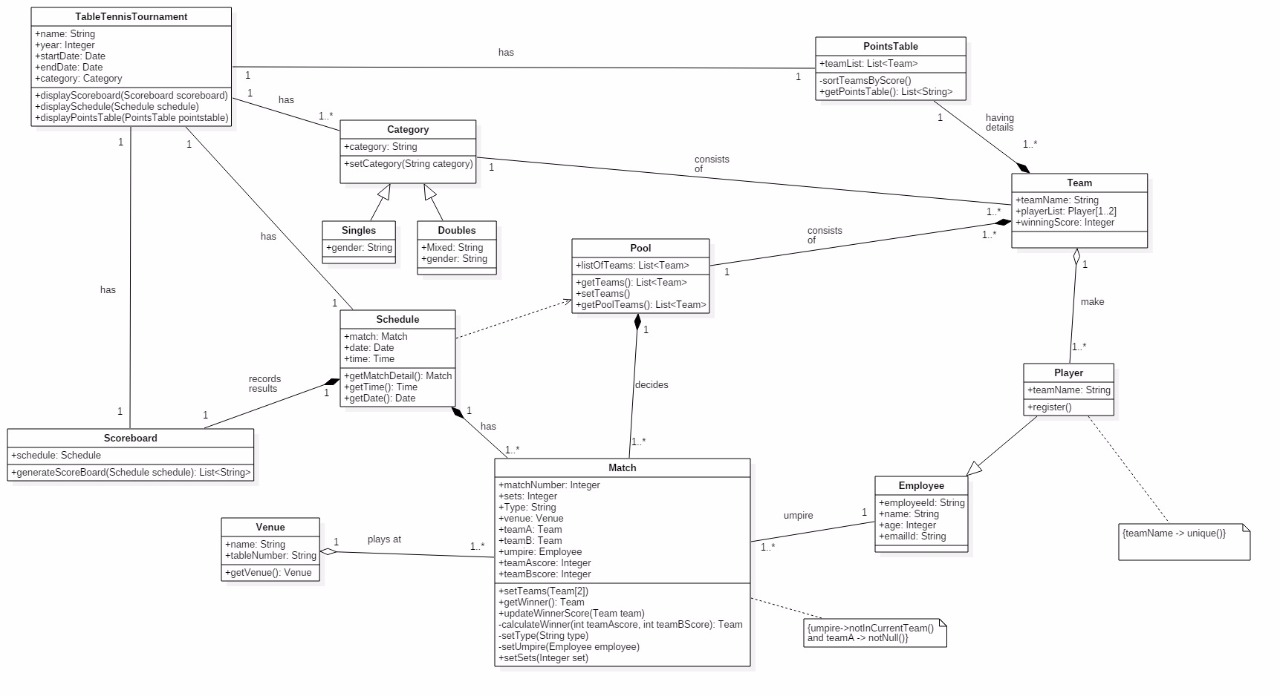 TableTennisTournament
+name: String
+year: Integer
+startDate: Date
+endDate: Date
+category: Category
+displayScoreboard(Scoreboard scoreboard)
+displaySchedule(Schedule schedule)
+displayPointsTable(PointsTable pointstable)
has
1
1
PointsTable
+teamList: List<Team>
-sortTeamsByScore()
+getPointsTable(): List<String>
1
has
1..*
Category
+category: String
+setCategory(String category)
1
having
details
1..*
1
consists
of
1..*
Team
+teamName: String
+playerList: Player[1..2]
+winningScore: Integer
Singles
+gender: String
Doubles
+Mixed: String
+gender: String
Pool
+listOfTeams: List<Team>
+getTeams(): List<Team>
+setTeams()
+getPoolTeams(): List<Team>
1
consists
of
1..*
1
has
1
1
has
1
Schedule
+match: Match
+date: Date
+time: Time
+getMatchDetail(): Match
+getTime(): Time
+getDate(): Date
1
make
1..*
Player
+teamName: String
+register()
records
results
1
1
1
decides
1..*
1
has
1..*
Scoreboard
+schedule: Schedule
+generateScoreBoard(Schedule schedule): List<String>
Match
+matchNumber: Integer
+sets: Integer
+Type: String
+venue: Venue
+teamA: Team
+teamB: Team
+umpire: Employee
+teamAscore: Integer
+teamBscore: Integer
+setTeams(Team[2])
+getWinner(): Team
+updateWinnerScore(Team team)
-calculateWinner(int teamAscore, int teamBScore): Team
-setType(String type)
-setUmpire(Employee employee)
+setSets(Integer set)
Venue
+name: String
+tableNumber: String
+getVenue(): Venue
1
plays at
1..*
umpire
1
1..*
Employee
+employeeId: String
+name: String
+age: Integer
+emailId: String
{teamName -> unique()}
{umpire->notInCurrentTeam()
and teamA -> notNull()}